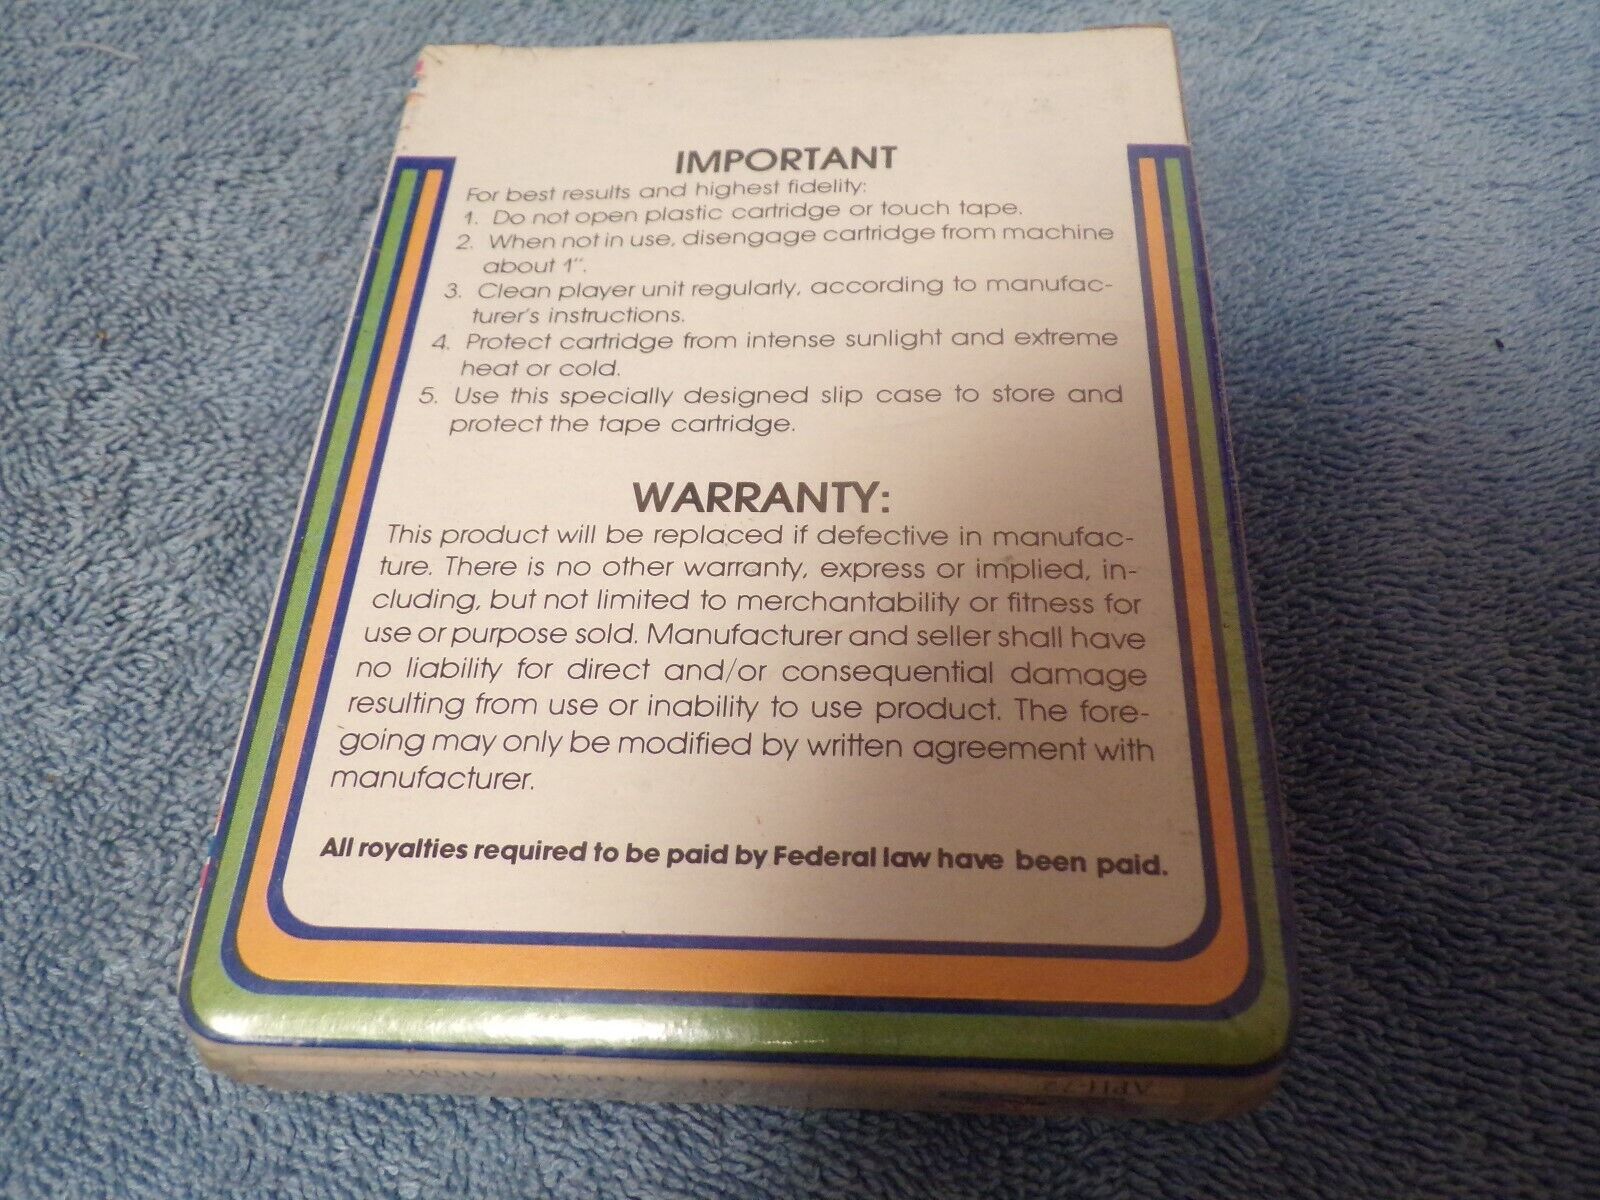 IMPORTANT
For best results and highest fidelity:
1. Do not open plastic cartridge or touch tape.
2. When not in use, disengage cartridge from machine
about 1".
3. Clean player unit regularly, according to manufac-
turer's instructions.
4. Protect cartridge from intense sunlight and extreme
heat or cold.
5. Use this specially designed slip case to store and
protect the tape cartridge.
WARRANTY:
This product will be replaced if defective in manufac-
ture. There is no other warranty, express or implied, in-
cluding, but not limited to merchantability or fitness for
use or purpose sold. Manufacturer and seller shall have
no liability for direct and/or consequential damage
resulting from use or inability to use product. The fore-
going may only be modified by written agreement with
manufacturer.
All royalties required to be paid by Federal law have been paid.
APH-72